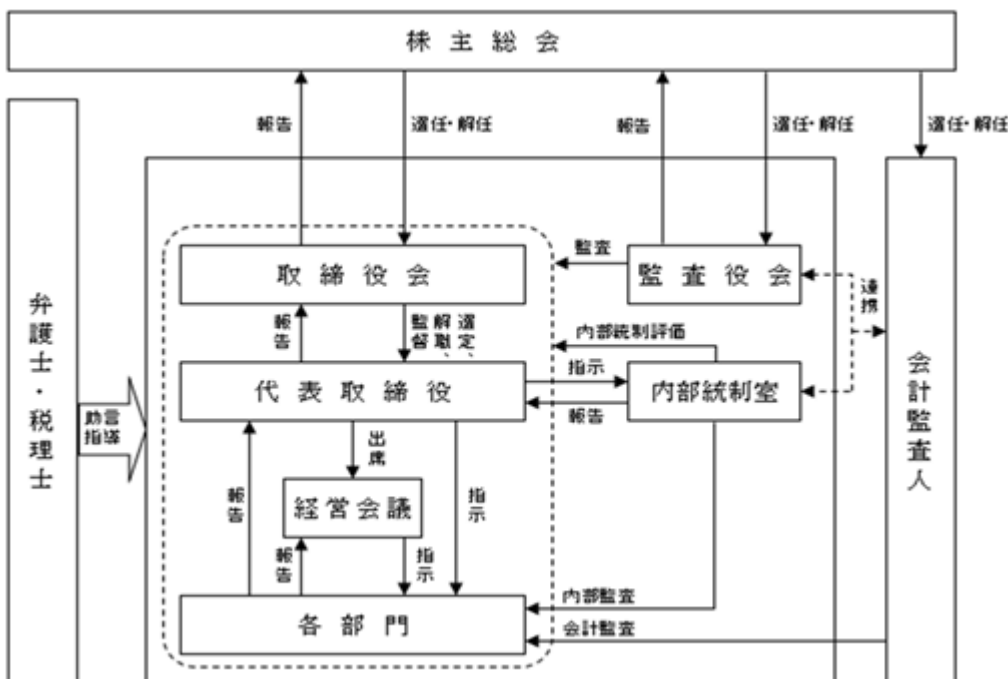 株主総会
報告
選任・解任
報告
選任・解任
選任・解任
弁護士・税理士
助言
指導
取締役会
監査
監査役会
連携
報告
選定、
解職、
監督
内部統制評価
代表取締役
指示
報告
内部統制室
会計監査人
出席
報告
経営会議
指示
報告
指示
各部門
内部監査
会計監査